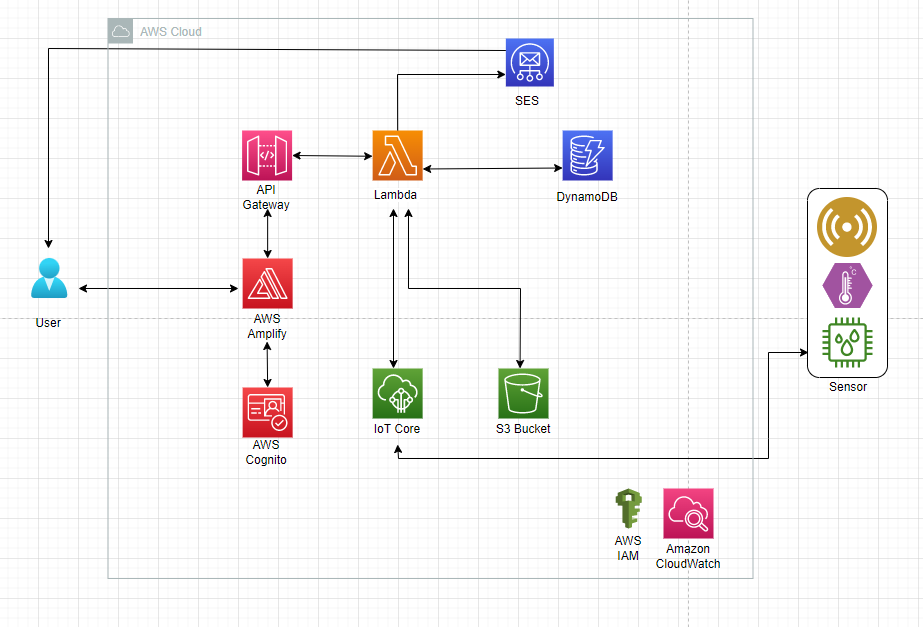 AWS Cloud
SES
API
Gateway
Lambda
DynamoDB
User
AWS
Amplify
°C
Sensor
IoT Core
S3 Bucket
AWS
Cognito
AWS
IAM
Amazon
CloudWatch